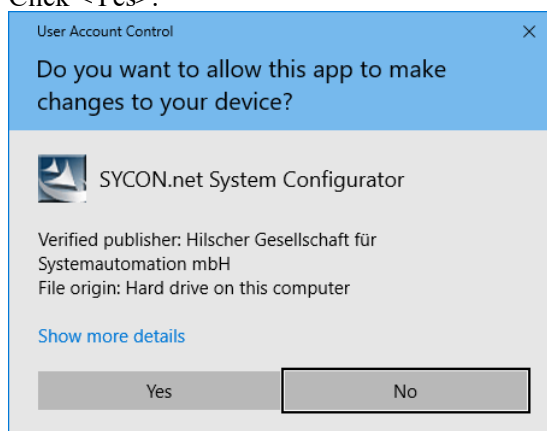 Click <Yes>.
User Account Control
Do you want to allow this app to make
changes to your device?
SYCON.net System Configurator
Verified publisher: Hilscher Gesellschaft für
Systemautomation mbH
File origin: Hard drive on this computer
Show more details
Yes
No